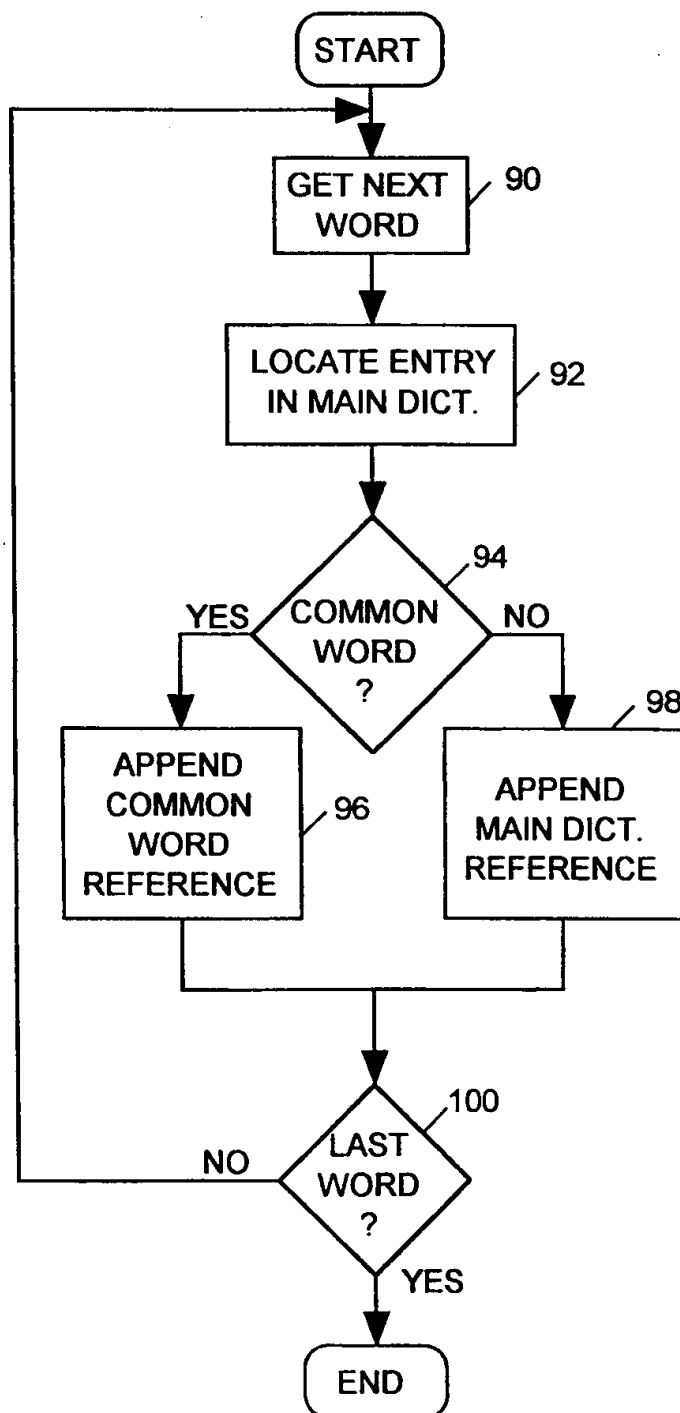 START
GET NEXT
WORD
90
LOCATE ENTRY
IN MAIN DICT.
92
94
COMMON
WORD
?
YES
NO
APPEND
COMMON
WORD
REFERENCE
96
98
APPEND
MAIN DICT.
REFERENCE
100
LAST
WORD
?
NO
YES
END